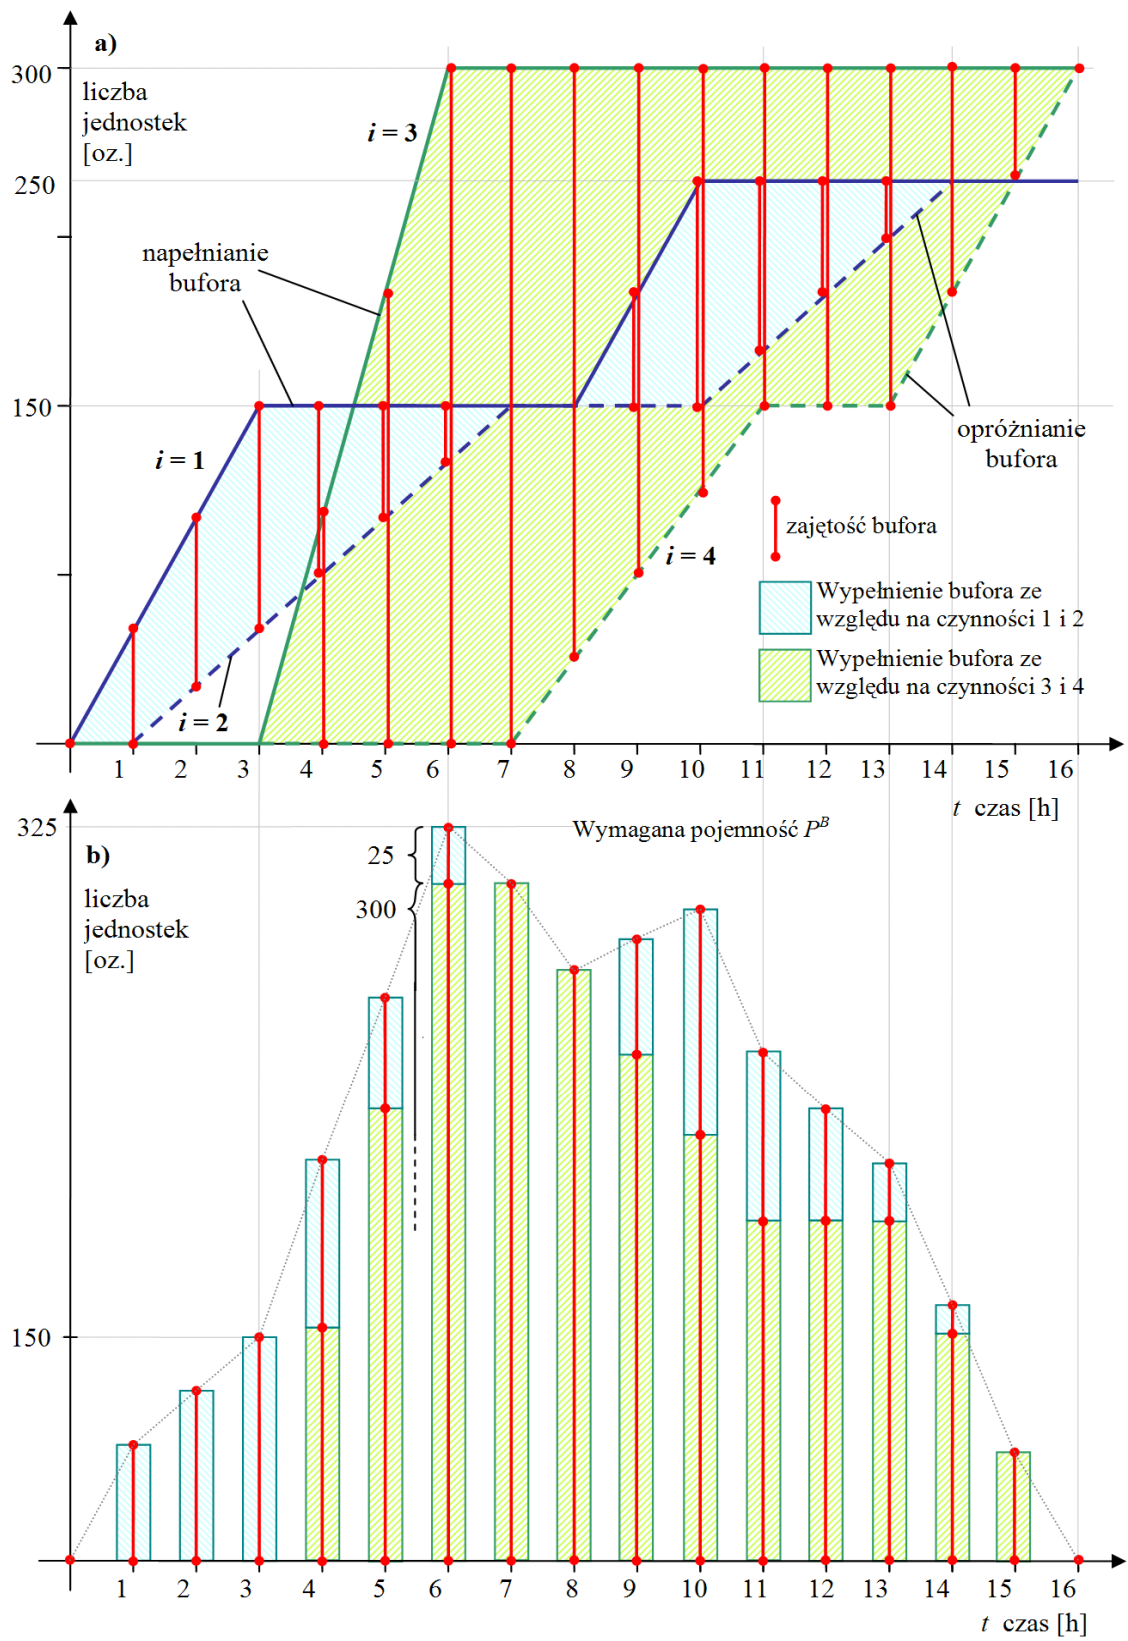 a)
300
liczba
jednostek
[oz.]
i = 3
250
napełnianie
bufora
150
i = 1
opróżnianie
bufora
zajętość bufora
i = 4
Wypełnienie bufora ze
względu na czynności 1 i 2
Wypełnienie bufora ze
względu na czynności 3 i 4
i = 2
1 2 3 4 5 6 7 8 9 10 11 12 13 14 15 16
t czas [h]
325
Wymagana pojemność P^B
b)
25
liczba
jednostek
[oz.]
300
150
1 2 3 4 5 6 7 8 9 10 11 12 13 14 15 16
t czas [h]